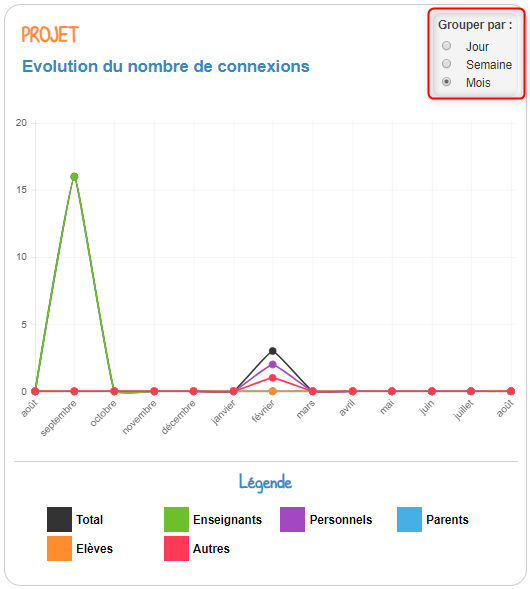 PROJET
Evolution du nombre de connexions
Grouper par :
Jour
Semaine
Mois
20
15
10
5
0
août
septembre
octobre
novembre
décembre
janvier
février
mars
avril
mai
juin
juillet
août
Légende
Total
Enseignants
Personnels
Parents
Elèves
Autres